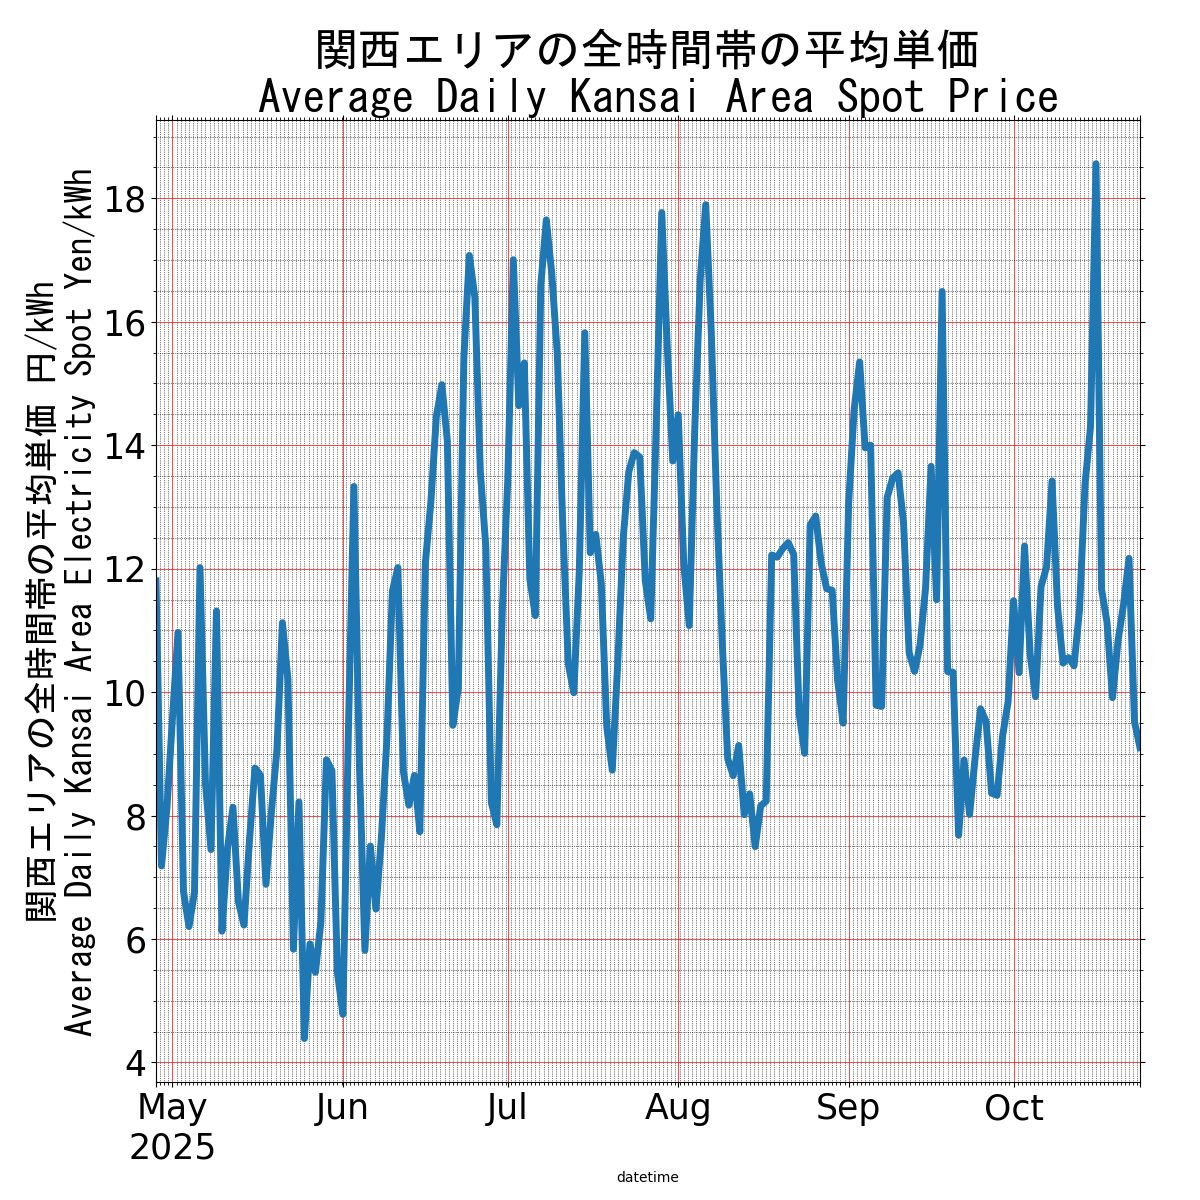 関西エリアの全時間帯の平均単価
Average Daily Kansai Area Spot Price
関西エリアの全時間帯の平均単価 円/kWh
Average Daily Kansai Area Electricity Spot Yen/kWh
18
16
14
12
10
8
6
4
May
2025
Jun
Jul
Aug
Sep
Oct
datetime